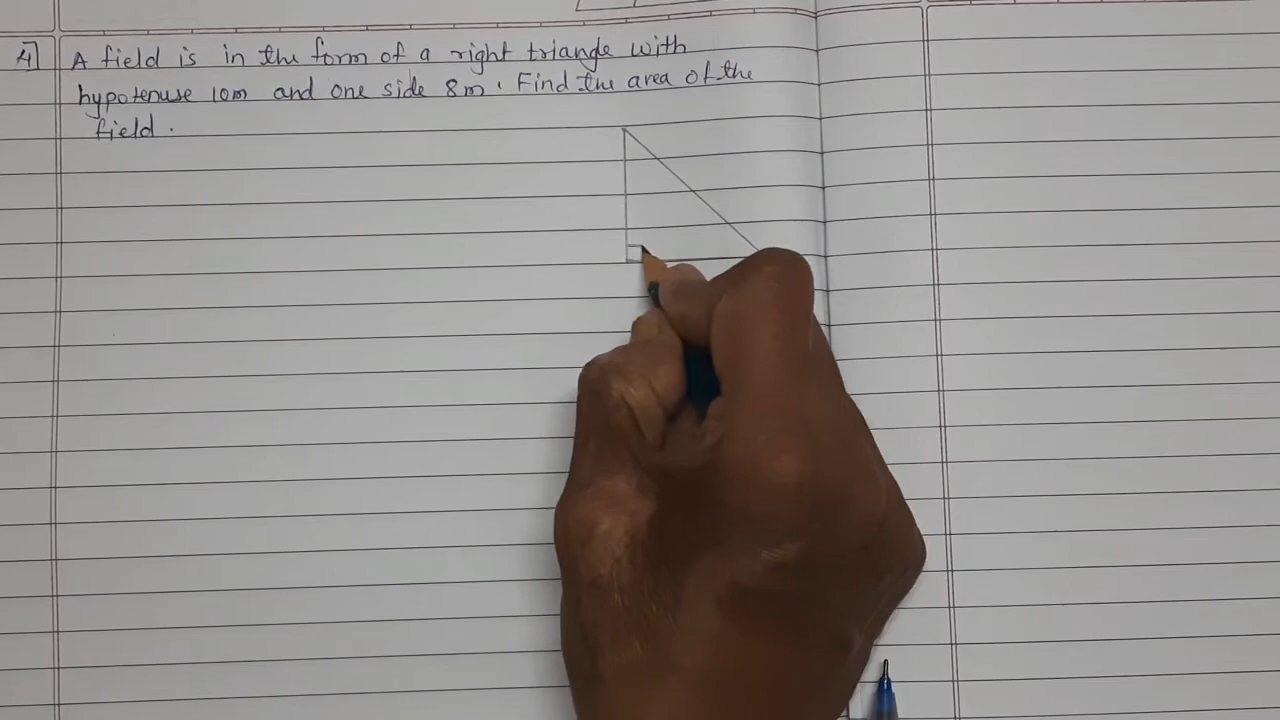 4] A field is in the form of a right triangle with
hypotenuse 10m and one side 8m. Find the area of the
field.